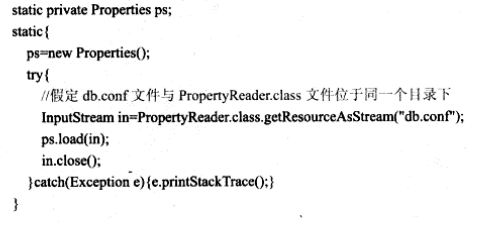 static private Properties ps;
static{
ps=new Properties();
try{
//假定 db.conf 文件与 PropertyReader.class 文件位于同一个目录下
InputStream in=PropertyReader.class.getResourceAsStream("db.conf");
ps.load(in);
in.close();
}catch(Exception e){e.printStackTrace();}
}